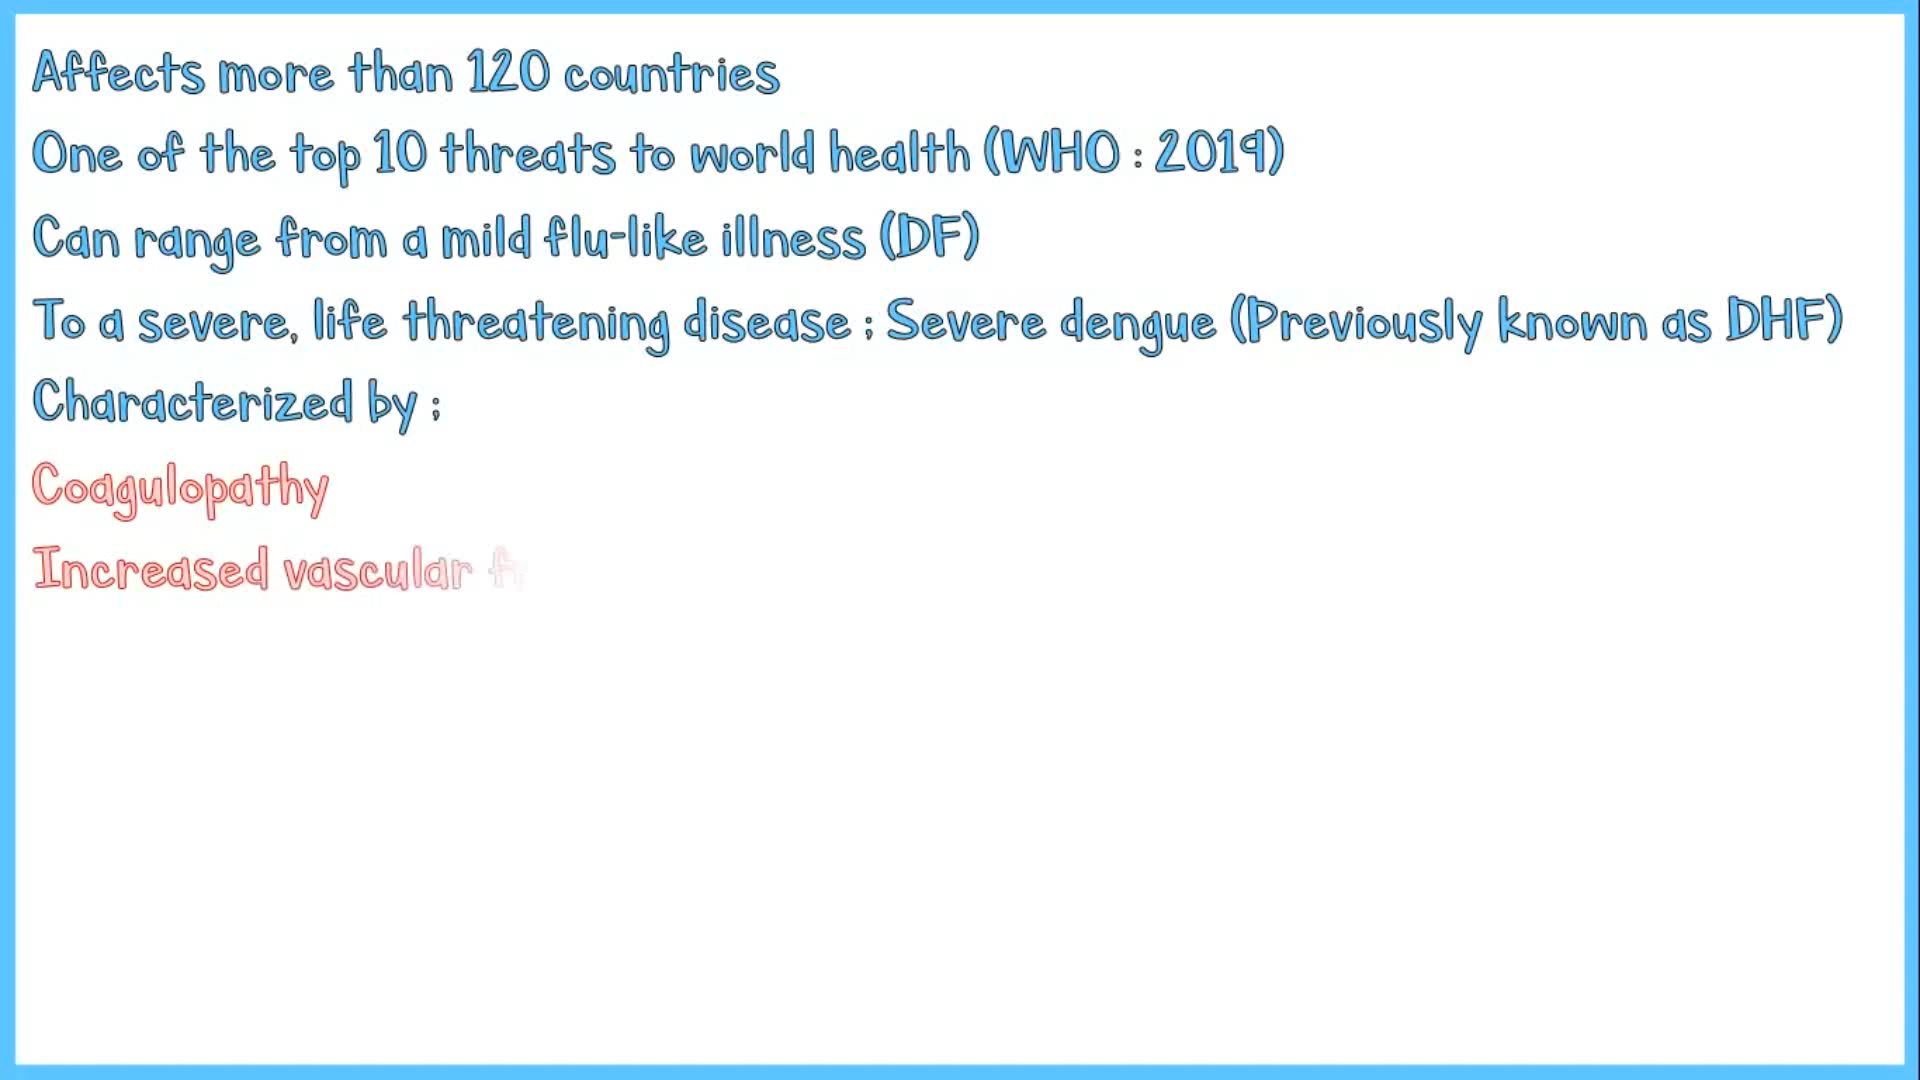 Affects more than 120 countries
One of the top 10 threats to world health (WHO : 2019)
Can range from a mild flu-like illness (DF)
To a severe, life threatening disease ; Severe dengue (Previously known as DHF)
Characterized by ;
Coagulopathy
Increased vascular